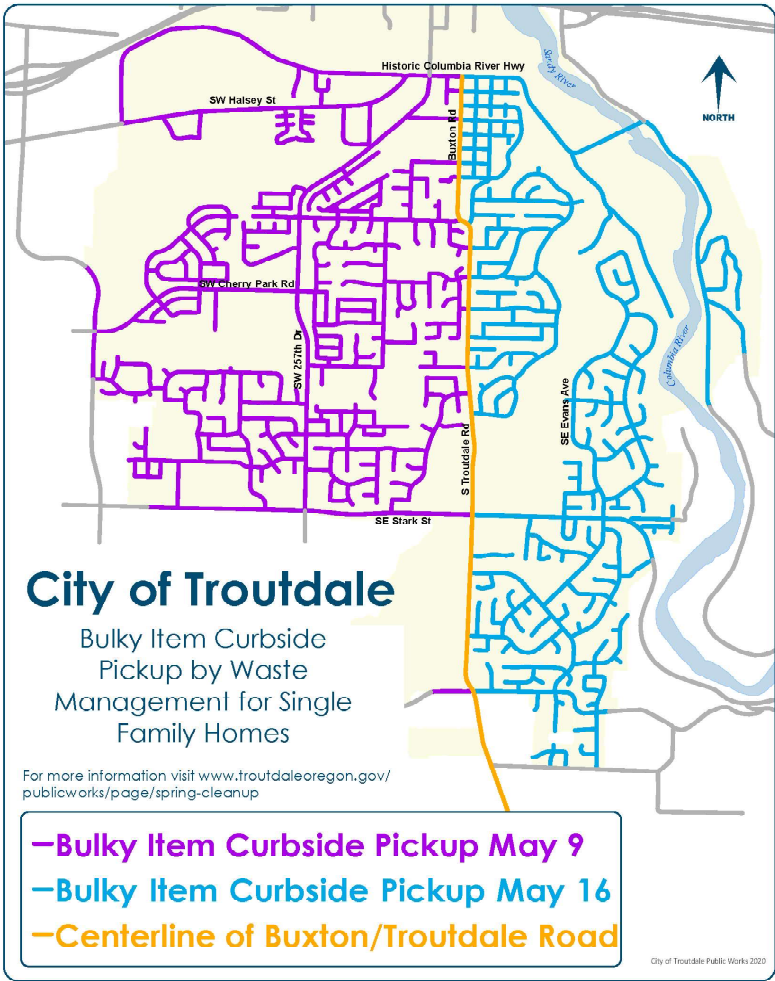 Historic Columbia River Hwy
Sandy River
NORTH
SW Halsey St
Buxton Rd
SW Cherry Park Rd
SW 257th Dr
Columbia River
SE Evans Ave
S Troutdale Rd
SE Stark St
City of Troutdale
Bulky Item Curbside
Pickup by Waste
Management for Single
Family Homes
For more information visit www.troutdaleoregon.gov/
publicworks/page/spring-cleanup
Bulky Item Curbside Pickup May 9
Bulky Item Curbside Pickup May 16
Centerline of Buxton/Troutdale Road
City of Troutdale Public Works 2020